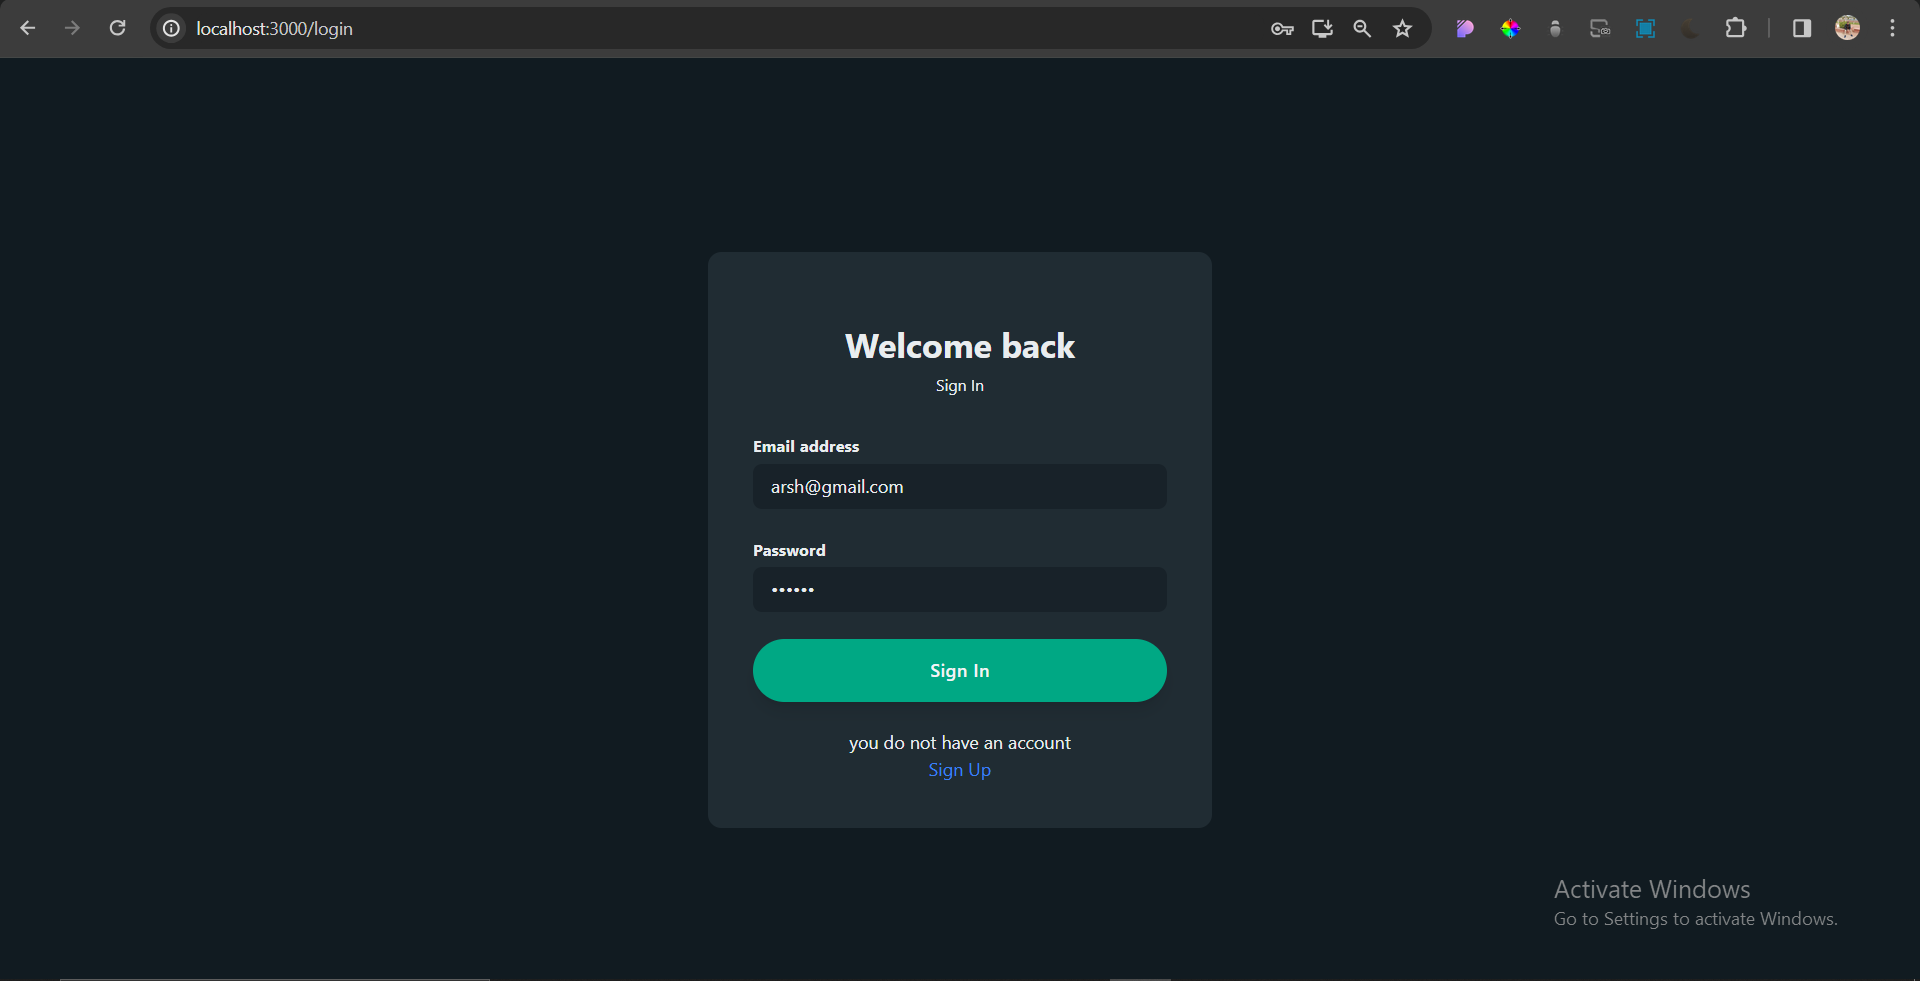 localhost:3000/login
Welcome back
Sign In
Email address
arsh@gmail.com
Password
••••••
Sign In
you do not have an account
Sign Up
Activate Windows
Go to Settings to activate Windows.